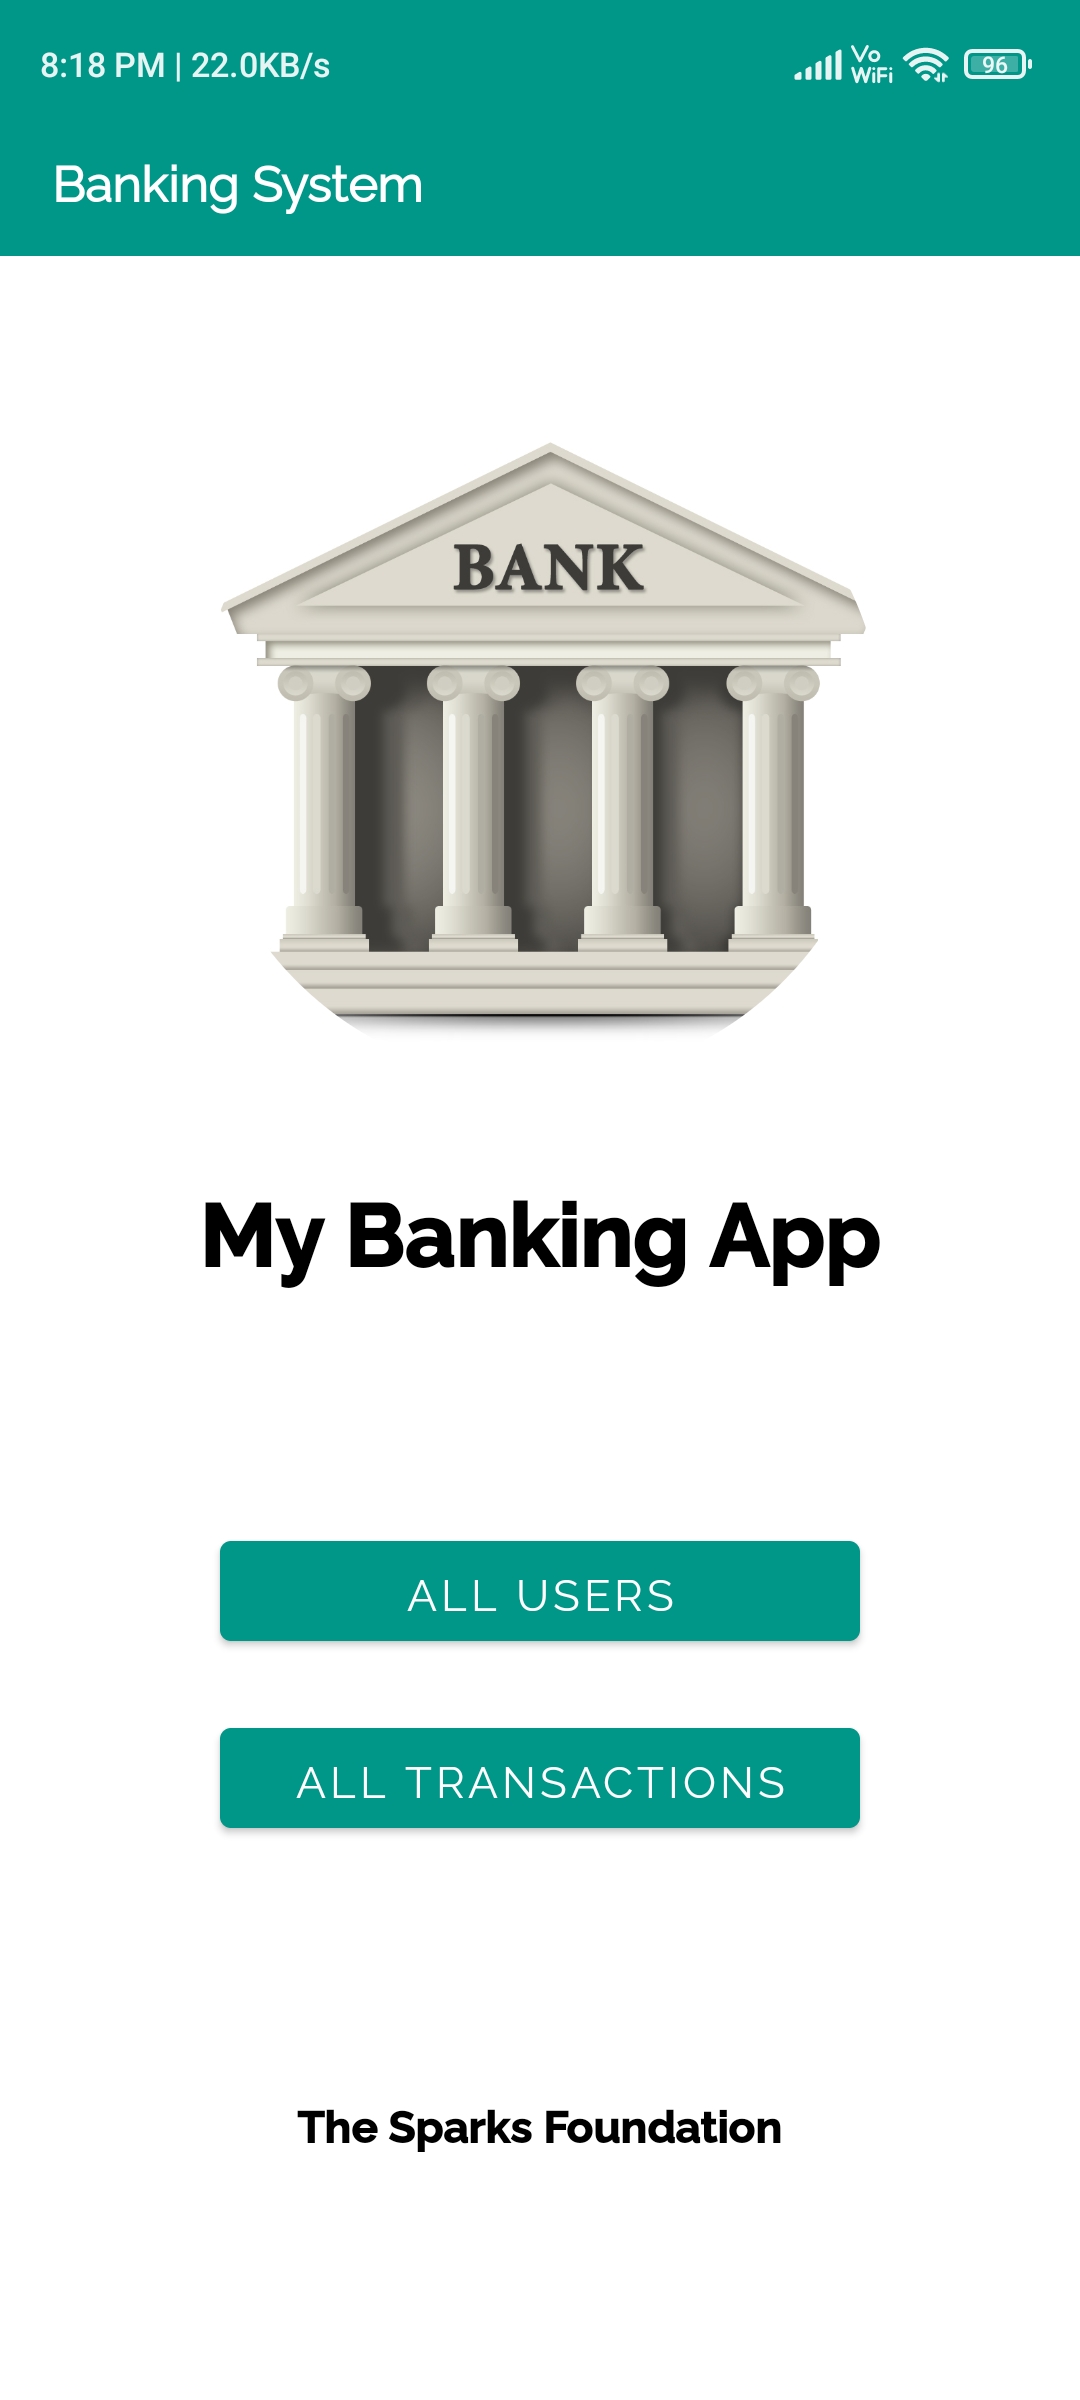 8:18 PM | 22.0KB/s Vo WiFi 96
Banking System
BANK
My Banking App
ALL USERS
ALL TRANSACTIONS
The Sparks Foundation